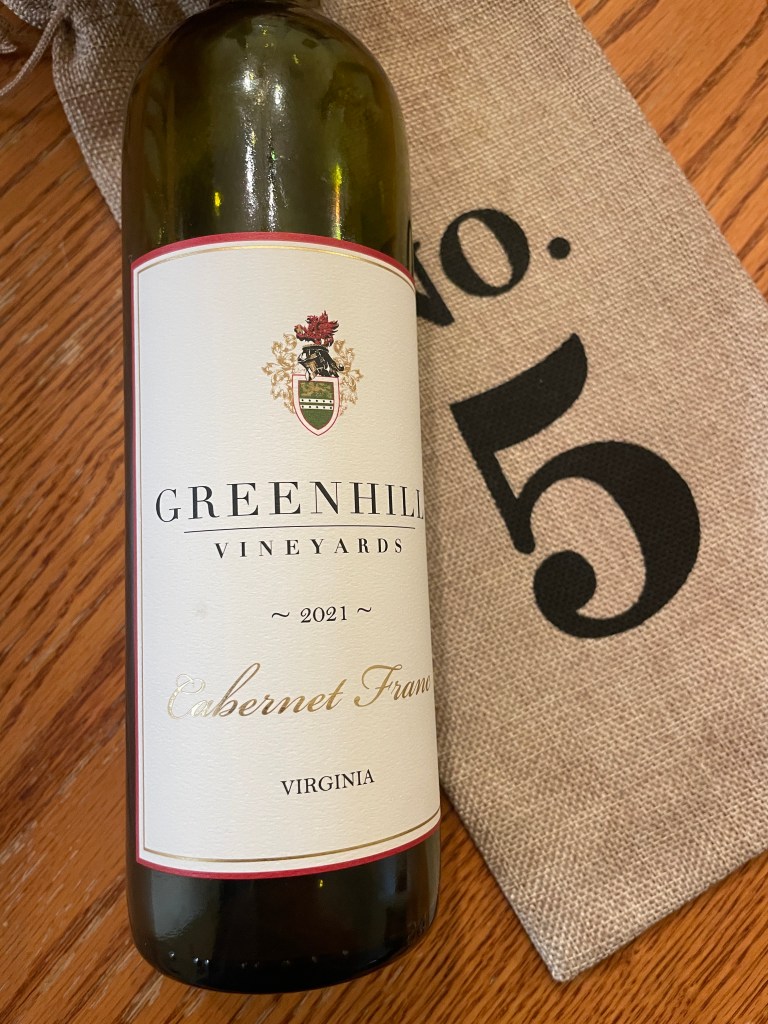 GREENHILL
VINEYARDS
~ 2021 ~
Cabernet Franc
VIRGINIA
No.
5